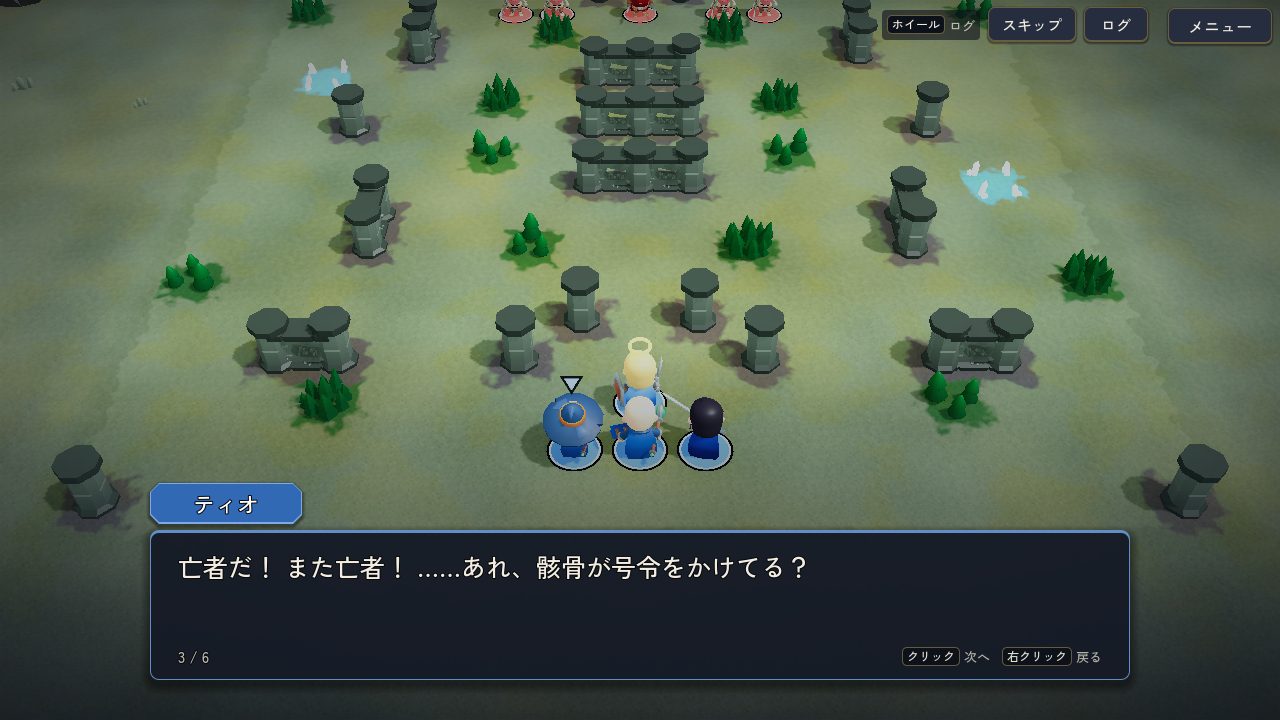 ホイール ログ スキップ ログ メニュー
ティオ
亡者だ！ また亡者！ ……あれ、骸骨が号令をかけてる？
3 / 6 クリック 次へ 右クリック 戻る